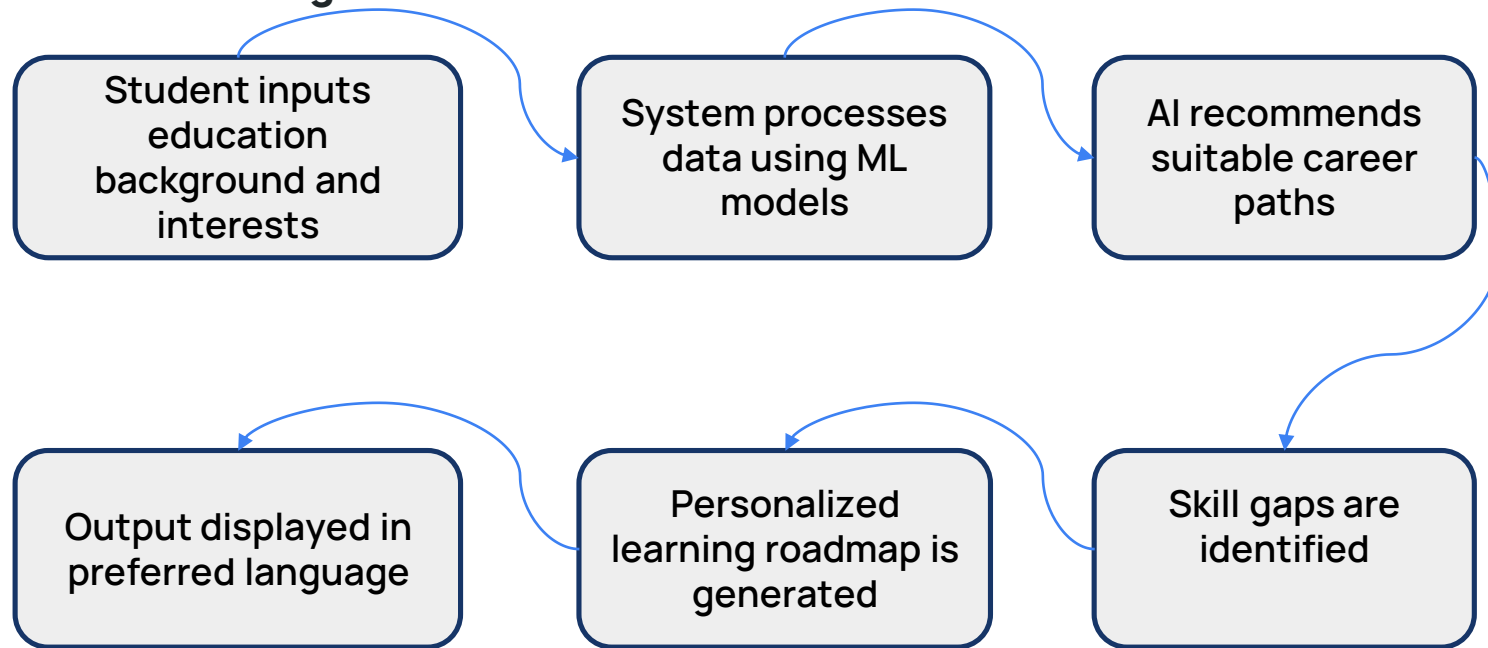 Student inputs
education
background and
interests
System processes
data using ML
models
AI recommends
suitable career
paths
Output displayed in
preferred language
Personalized
learning roadmap is
generated
Skill gaps are
identified